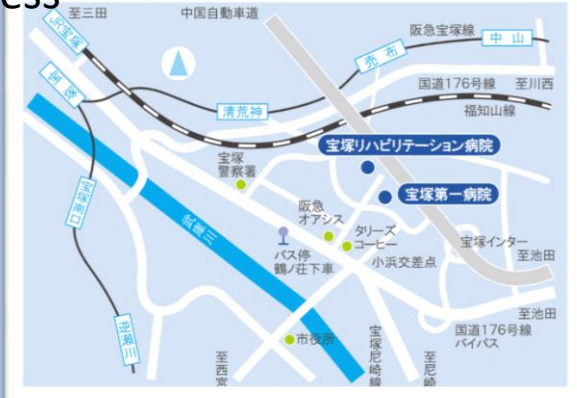 ess
至三田
中国自動車道
JR宝塚
阪急宝塚線
中山
売布
宝塚
国道176号線
至川西
清荒神
福知山線
宝塚リハビリテーション病院
宝塚
警察署
宝塚第一病院
宝塚南口
阪急
オアシス
タリーズ
コーヒー
武庫川
宝塚インター
バス停
鶴ノ荘下車
小浜交差点
至池田
至池田
逆瀬川
市役所
国道176号線
バイパス
至西宮
宝塚尼崎線
至尼崎